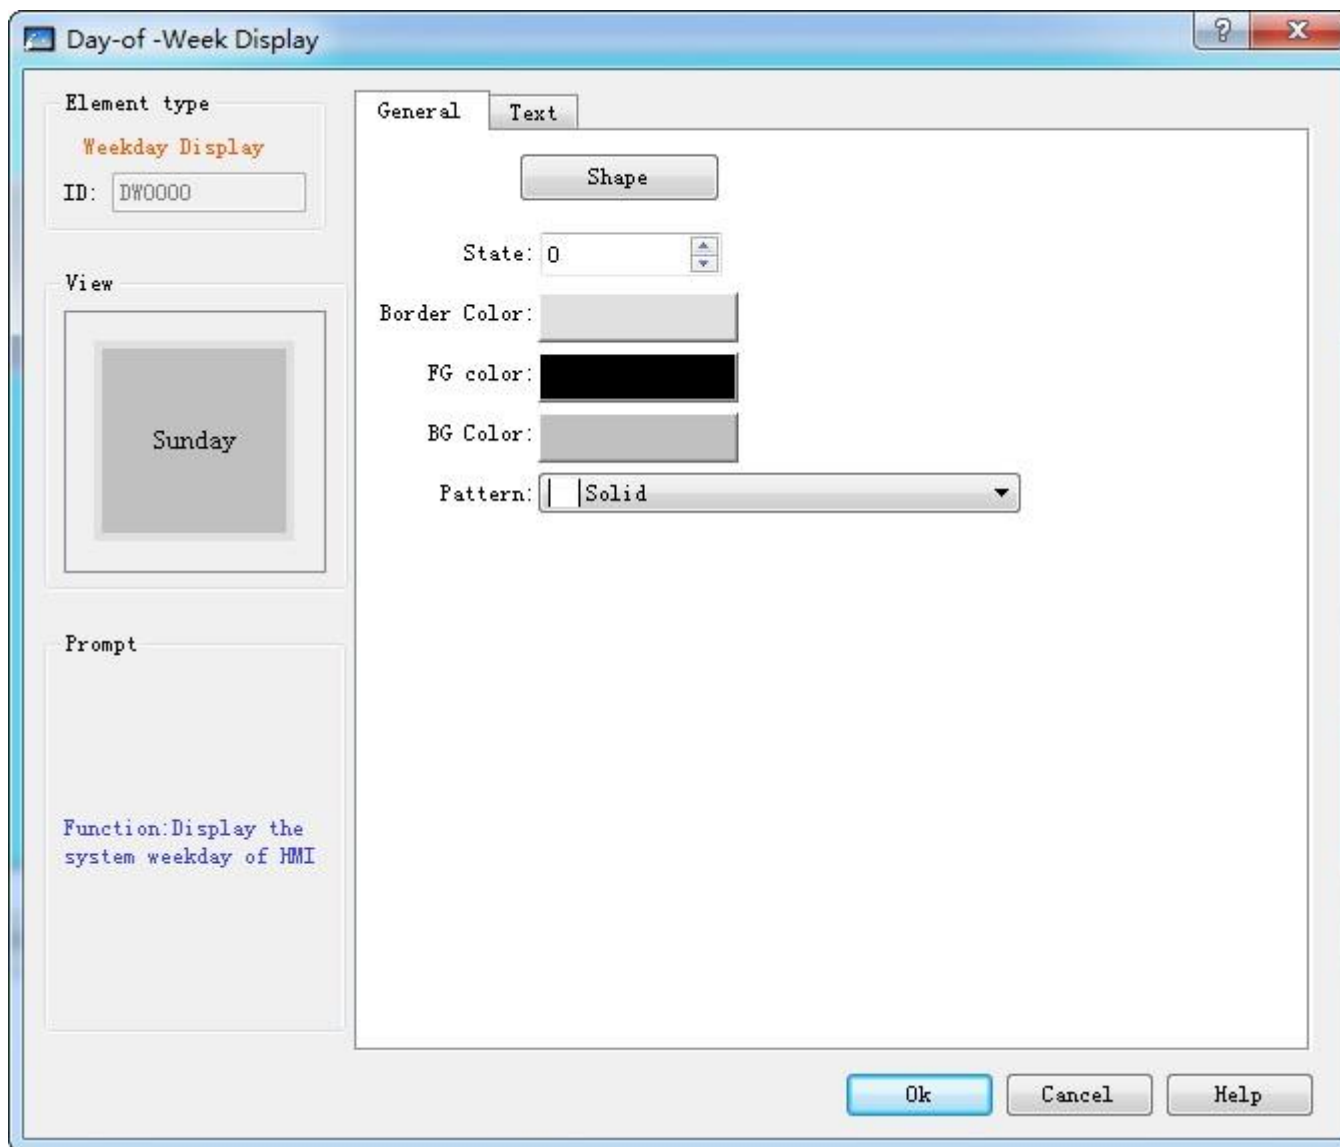 Day-of -Week Display
Element type
Weekday Display
ID: DW0000
View
Sunday
Prompt
Function:Display the
system weekday of HMI
General
Text
Shape
State: 0
Border Color:
FG color:
BG Color:
Pattern: Solid
Ok
Cancel
Help